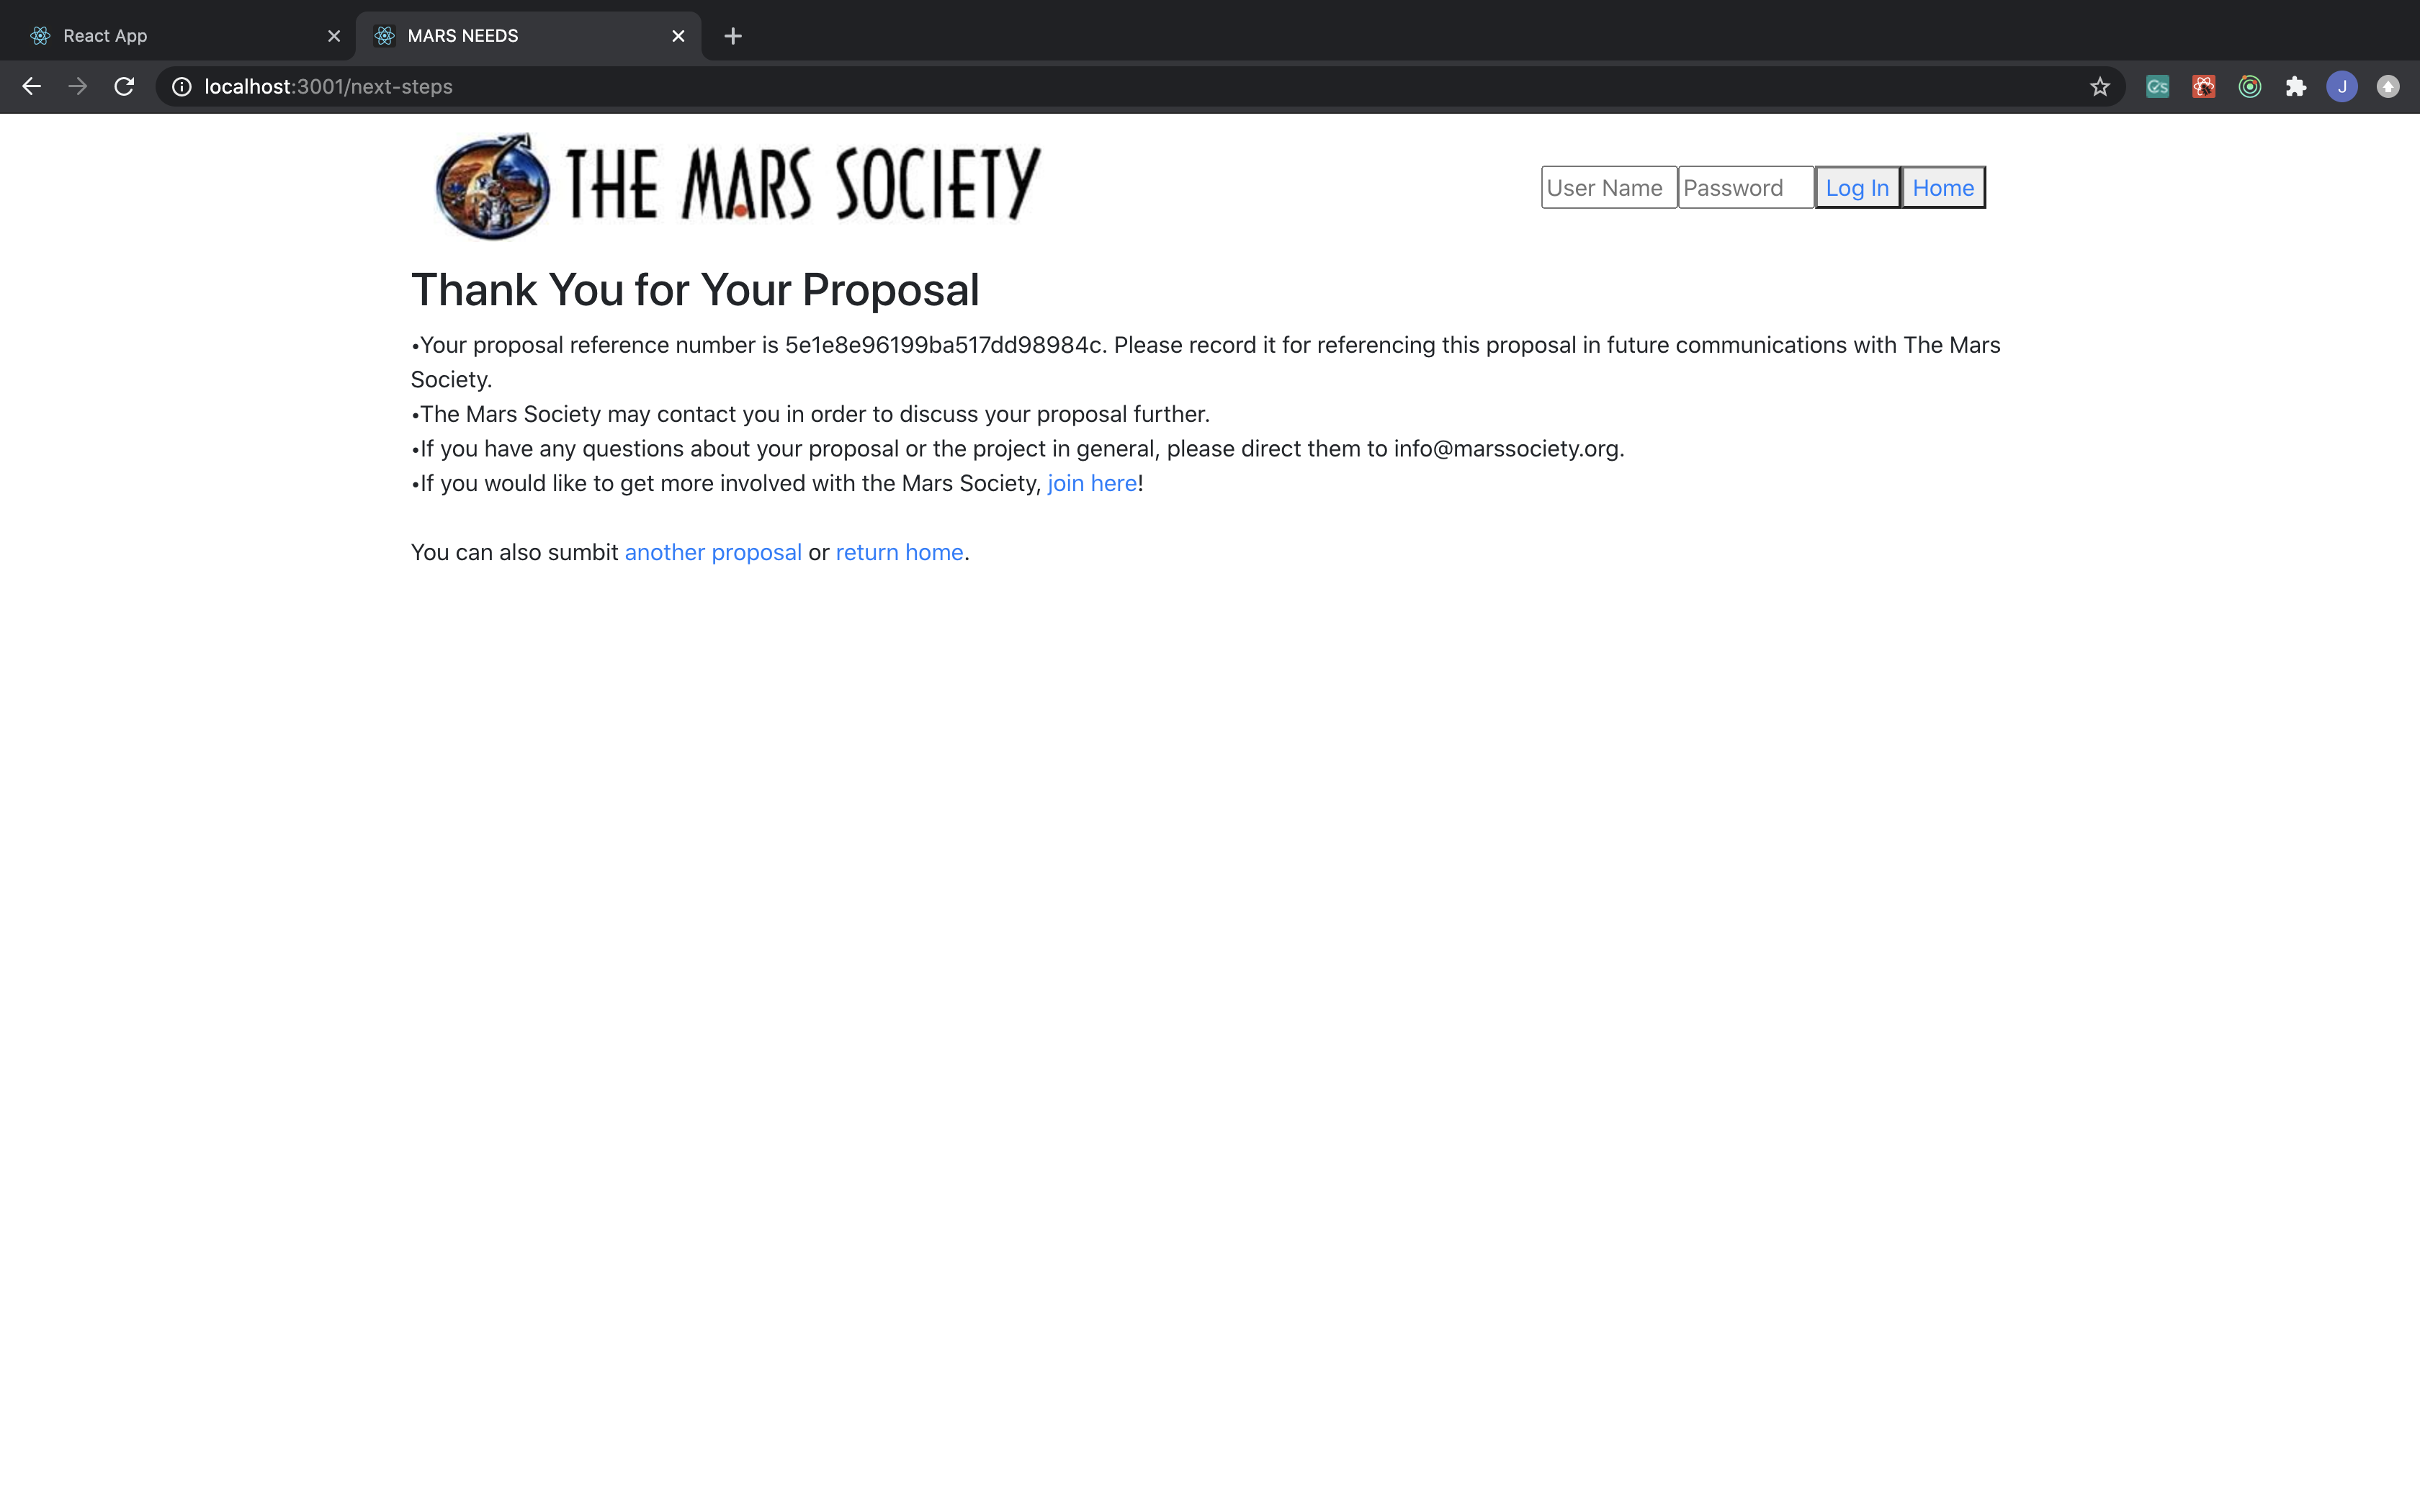 React App
MARS NEEDS
localhost:3001/next-steps
J
THE MARS SOCIETY
User Name Password Log In Home
Thank You for Your Proposal
•Your proposal reference number is 5e1e8e96199ba517dd98984c. Please record it for referencing this proposal in future communications with The Mars
Society.
•The Mars Society may contact you in order to discuss your proposal further.
•If you have any questions about your proposal or the project in general, please direct them to info@marssociety.org.
•If you would like to get more involved with the Mars Society, join here!
You can also sumbit another proposal or return home.